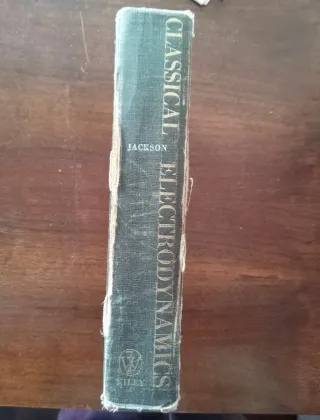 CLASSICAL ELECTRODYNAMICS
JACKSON
W
WILEY